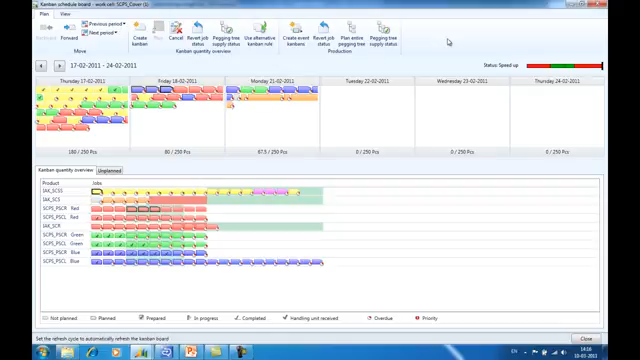 Kanban schedule board - work cell: SCPS_Cover (1)
Plan View
Backward Forward
Previous period
Next period
Move
Create kanban
Plan
Cancel
Revert job status
Pegging tree supply status
Use alternative kanban rule
Kanban quantity overview
Create event kanbans
Revert job status
Plan entire pegging tree
Pegging tree supply status
Production
17-02-2011 - 24-02-2011
Status: Speed up
Thursday 17-02-2011
Friday 18-02-2011
Monday 21-02-2011
Tuesday 22-02-2011
Wednesday 23-02-2011
Thursday 24-02-2011
180 / 250 Pcs
80 / 250 Pcs
67.5 / 250 Pcs
0 / 250 Pcs
0 / 250 Pcs
0 / 250 Pcs
Kanban quantity overview
Unplanned
Product Jobs
IAK_SCSS
IAK_SCS
SCPS_PSCR Red
SCPS_PSCL Red
IAK_SCR
SCPS_PSCR Green
SCPS_PSCL Green
SCPS_PSCR Blue
SCPS_PSCL Blue
Not planned
Planned
Prepared
In progress
Completed
Handling unit received
Overdue
Priority
Set the refresh cycle to automatically refresh the kanban board
Close
EN
14:16
10-03-2011